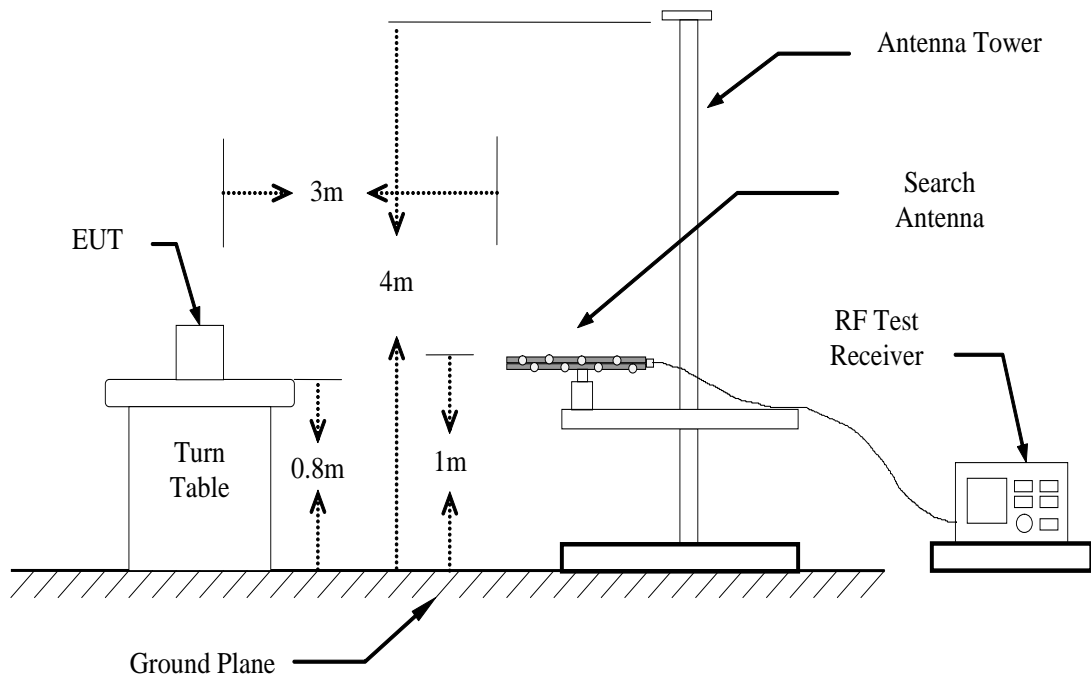 Antenna Tower
3m
Search
Antenna
EUT
4m
RF Test
Receiver
Turn
Table
0.8m
1m
Ground Plane